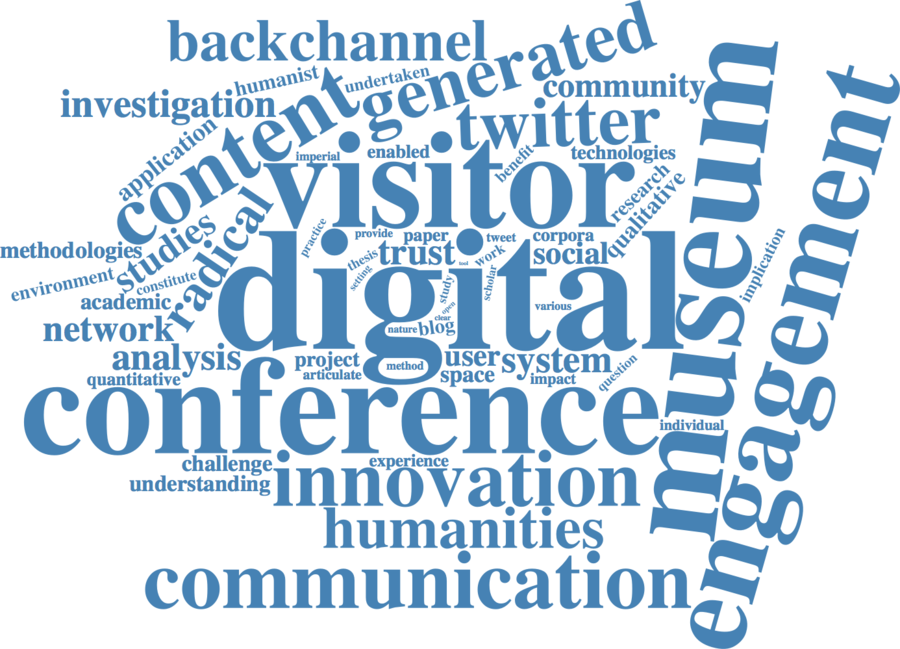 backchannel
generated
humanist
undertaken
community
investigation
content
twitter
application
visitor
imperial
enabled
benefit
technologies
research
qualitative
museum
engagement
methodologies
studies
radical
practice
provide
paper
tweet
corpora
trust
work
social
thesis
setting
tool
scholar
implication
environment
constitute
academic
digital
study
open
clear
various
network
nature
blog
analysis
project
method
user
system
quantitative
articulate
space
impact
question
conference
individual
challenge
experience
understanding
innovation
humanities
communication